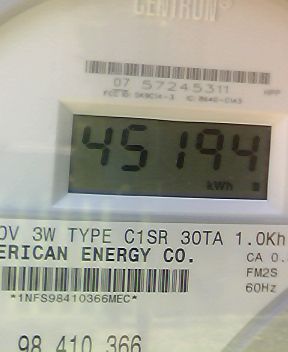 CENTRON®
07 57245311
45194
kWh
0V 3W TYPE C1SR 30TA 1.0Kh
ERICAN ENERGY CO.
CA 0.
FM2S
*1NFS98410366MEC*
60Hz
98 410 366